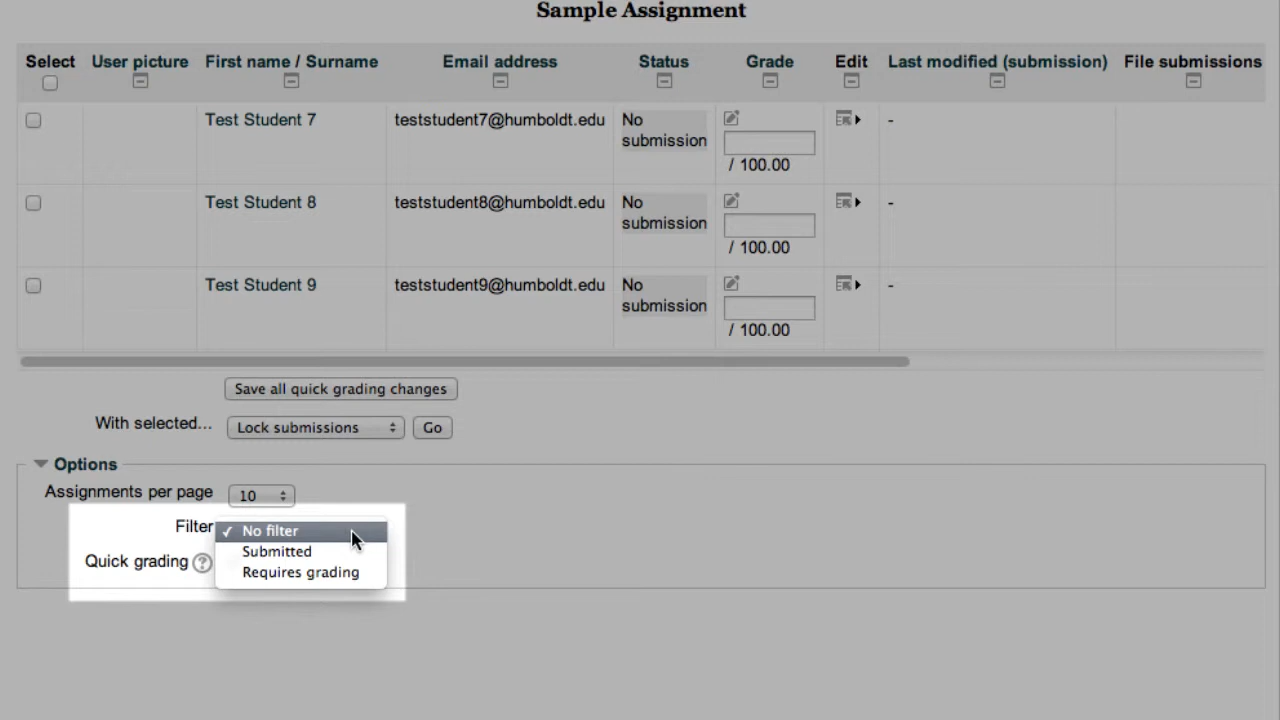 Sample Assignment
Select User picture First name / Surname Email address Status Grade Edit Last modified (submission) File submissions
Test Student 7 teststudent7@humboldt.edu No submission / 100.00 -
Test Student 8 teststudent8@humboldt.edu No submission / 100.00 -
Test Student 9 teststudent9@humboldt.edu No submission / 100.00 -
Save all quick grading changes
With selected... Lock submissions Go
Options
Assignments per page 10
Filter ✓ No filter
Submitted
Quick grading ?
Requires grading